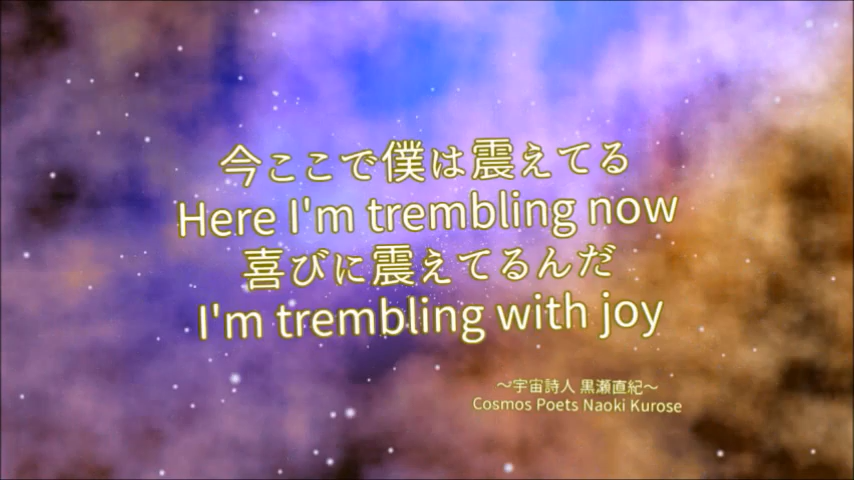 今ここで僕は震えてる
Here I'm trembling now
喜びに震えてるんだ
I'm trembling with joy
〜宇宙詩人 黒瀬直紀〜
Cosmos Poets Naoki Kurose